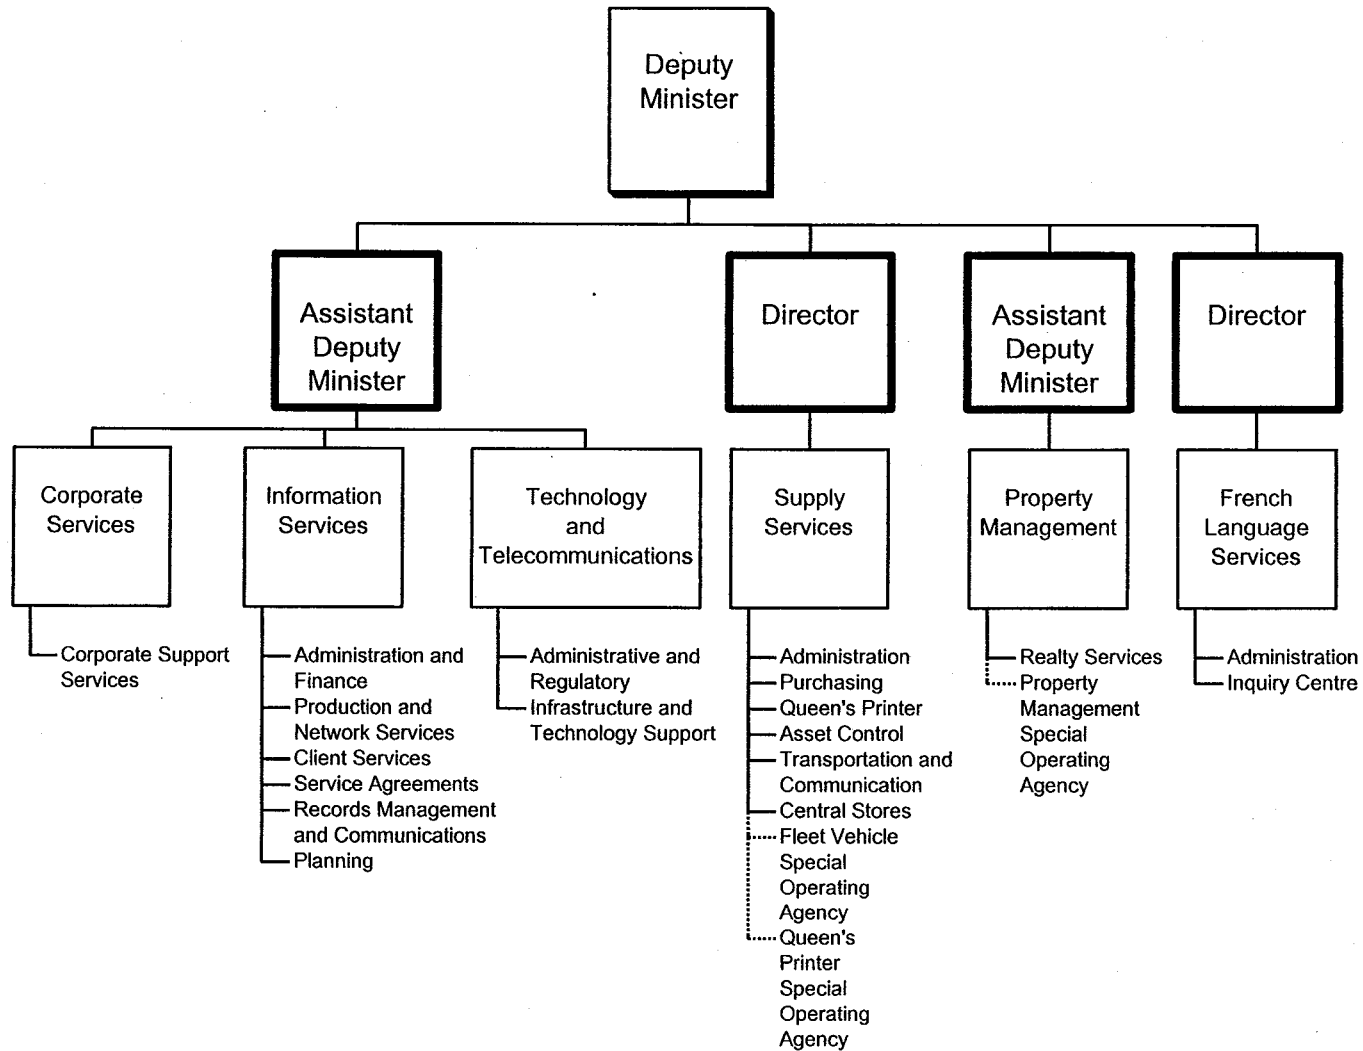 Deputy
Minister
Assistant
Deputy
Minister
Director
Assistant
Deputy
Minister
Director
Corporate
Services
Information
Services
Technology
and
Telecommunications
Supply
Services
Property
Management
French
Language
Services
Corporate Support
Services
Administration and
Finance
Production and
Network Services
Client Services
Service Agreements
Records Management
and Communications
Planning
Administrative and
Regulatory
Infrastructure and
Technology Support
Administration
Purchasing
Queen's Printer
Asset Control
Transportation and
Communication
Central Stores
Fleet Vehicle
Special
Operating
Agency
Queen's
Printer
Special
Operating
Agency
Realty Services
Property
Management
Special
Operating
Agency
Administration
Inquiry Centre